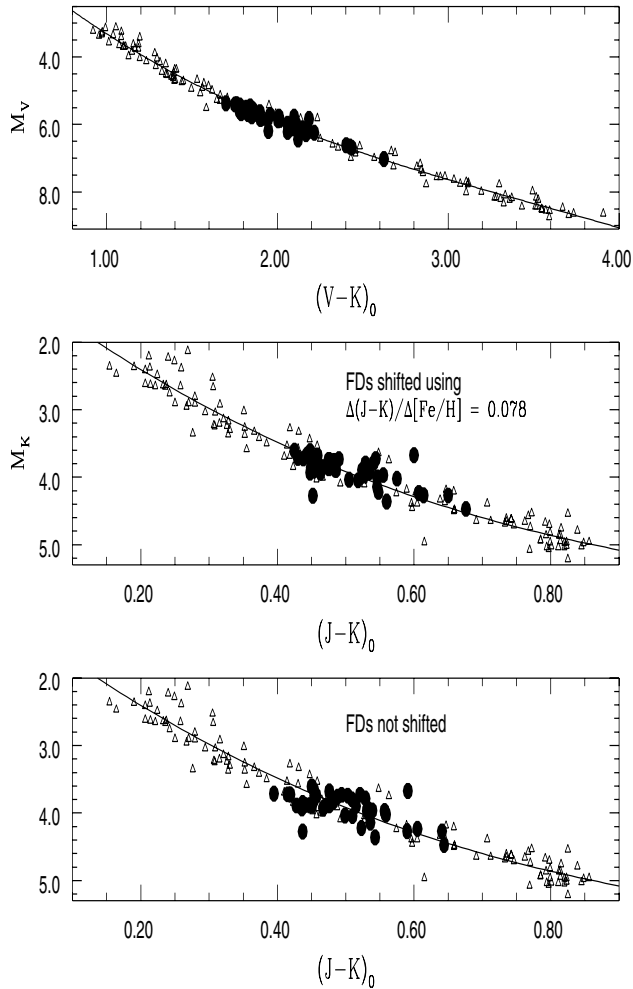 4.0
6.0
8.0
M_V
1.00 2.00 3.00 4.00
(V−K)₀
2.0
3.0
4.0
5.0
M_K
FDs shifted using
Δ(J−K)/Δ[Fe/H] = 0.078
0.20 0.40 0.60 0.80
(J−K)₀
2.0
3.0
4.0
5.0
FDs not shifted
0.20 0.40 0.60 0.80
(J−K)₀